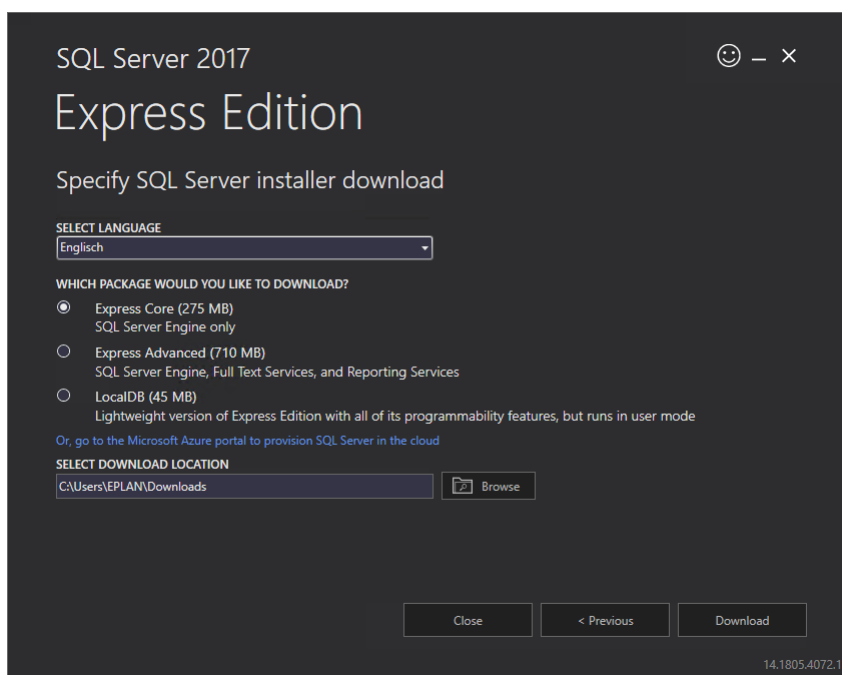 SQL Server 2017
Express Edition
Specify SQL Server installer download
SELECT LANGUAGE
Englisch
WHICH PACKAGE WOULD YOU LIKE TO DOWNLOAD?
Express Core (275 MB)
SQL Server Engine only
Express Advanced (710 MB)
SQL Server Engine, Full Text Services, and Reporting Services
LocalDB (45 MB)
Lightweight version of Express Edition with all of its programmability features, but runs in user mode
Or, go to the Microsoft Azure portal to provision SQL Server in the cloud
SELECT DOWNLOAD LOCATION
C:\Users\EPLAN\Downloads
Browse
Close
< Previous
Download
14.1805.4072.1